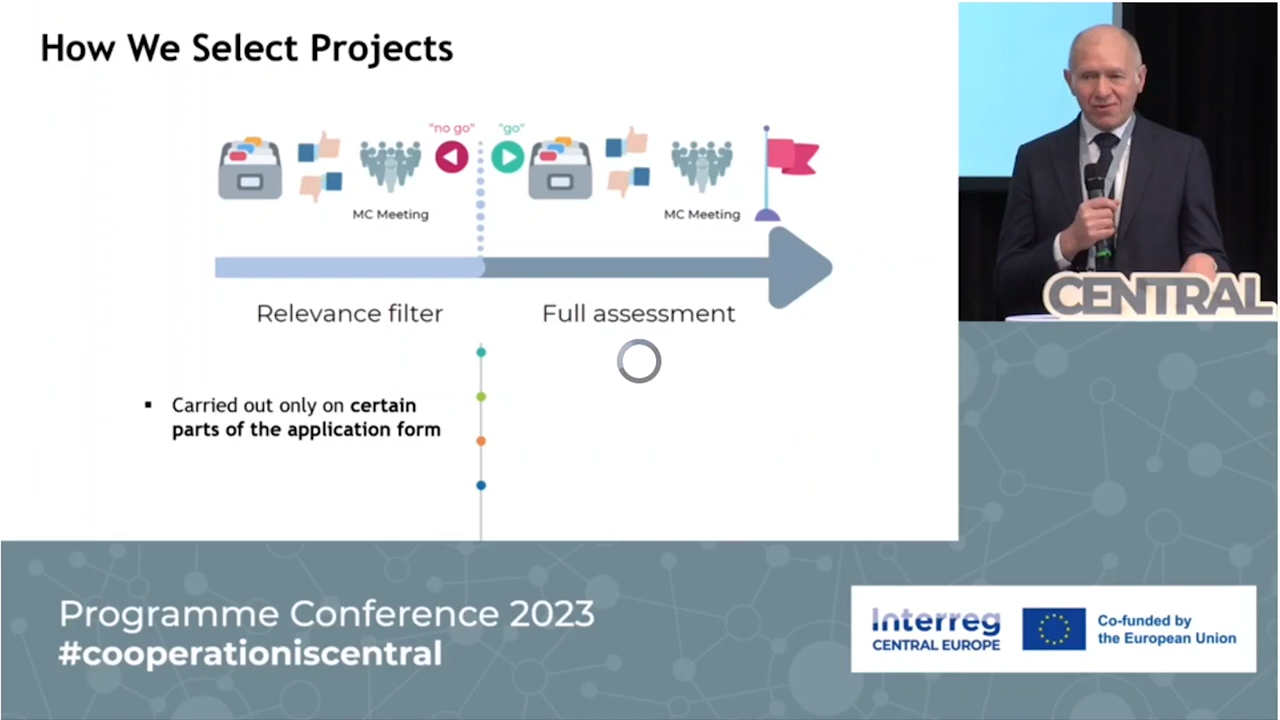 How We Select Projects
"no go"
"go"
MC Meeting
MC Meeting
Relevance filter
Full assessment
▪ Carried out only on certain
parts of the application form
CENTRAL
Programme Conference 2023
#cooperationiscentral
Interreg
CENTRAL EUROPE
Co-funded by
the European Union